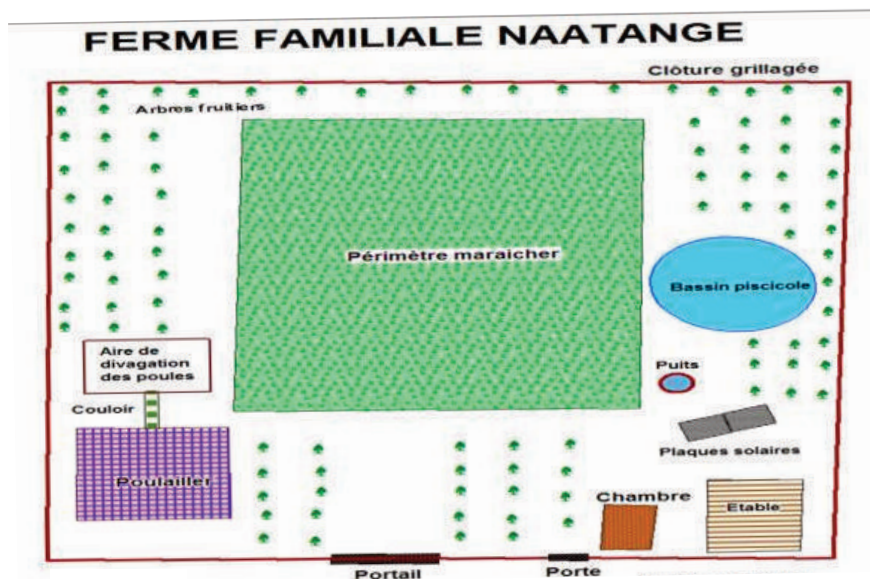 FERME FAMILIALE NAATANGE
Clôture grillagée
Arbres fruitiers
Périmètre maraicher
Bassin piscicole
Aire de
divagation
des poules
Puits
Couloir
Plaques solaires
Poulailler
Chambre
Etable
Portail
Porte